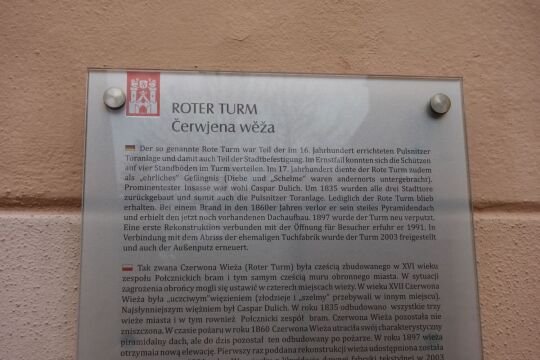 ROTER TURM
Čerwjena wěža
Der so genannte Rote Turm war Teil der im 16. Jahrhundert errichteten Pulsnitzer
Toranlage und damit auch Teil der Stadtbefestigung. Im Ernstfall konnten sich die Schützen
auf vier Standböden im Turm verteilen. Im 17. Jahrhundert diente der Rote Turm zudem
als „ehrliches" Gefängnis (Diebe und „Schelme" waren andernorts untergebracht).
Prominentester Insasse war wohl Caspar Dulich. Um 1835 wurden alle drei Stadttore
zurückgebaut und somit auch die Pulsnitzer Toranlage. Lediglich der Rote Turm blieb
erhalten. Bei einem Brand in den 1860er Jahren verlor er sein steiles Pyramidendach
und erhielt den jetzt noch vorhandenen Dachaufbau. 1897 wurde der Turm neu verputzt.
Eine erste Rekonstruktion verbunden mit der Öffnung für Besucher erfuhr er 1991. In
Verbindung mit dem Abriss der ehemaligen Tuchfabrik wurde der Turm 2003 freigestellt
und auch der Außenputz erneuert.
Tak zwana Czerwona Wieża (Roter Turm) była cześcią zbudowanego w XVI wieku
zespołu Połcznickich bram i tym samym cześcią muru obronnego miasta. W sytuacji
zagrożenia obrońcy mogli się ustawić w czterech miejscach wieży. W wieku XVII Czerwona
Wieża była „uczciwym"więzieniem (złodzieje i „szelmy" przebywali w innym miejscu).
Najsłynniejszym więźniem był Caspar Dulich. W roku 1835 odbudowano wszystkie trzy
wieże miasta i w tym rownież Połcznicki zespół bram. Czerwona Wieża pozostała nie
zniszczona. W czasie pożaru w roku 1860 Czerwona Wieża utraciła swój charakterystyczny
piramidalny dach, ale do dziś pozostał ten odbudowany po pożarze. W roku 1897 wieża
otrzymała nową elewację. Pierwszy raz poddana rekonstrukcji wieża udostępniona została